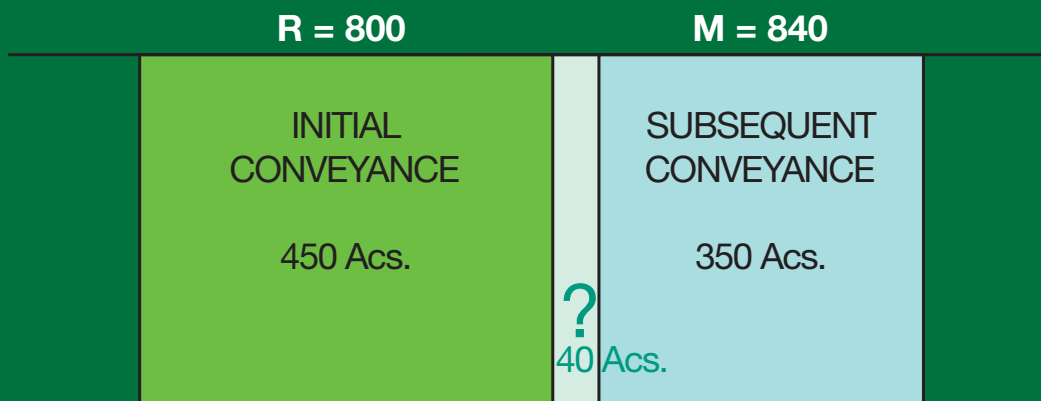 R = 800
M = 840
INITIAL
CONVEYANCE
450 Acs.
SUBSEQUENT
CONVEYANCE
350 Acs.
?
40 Acs.